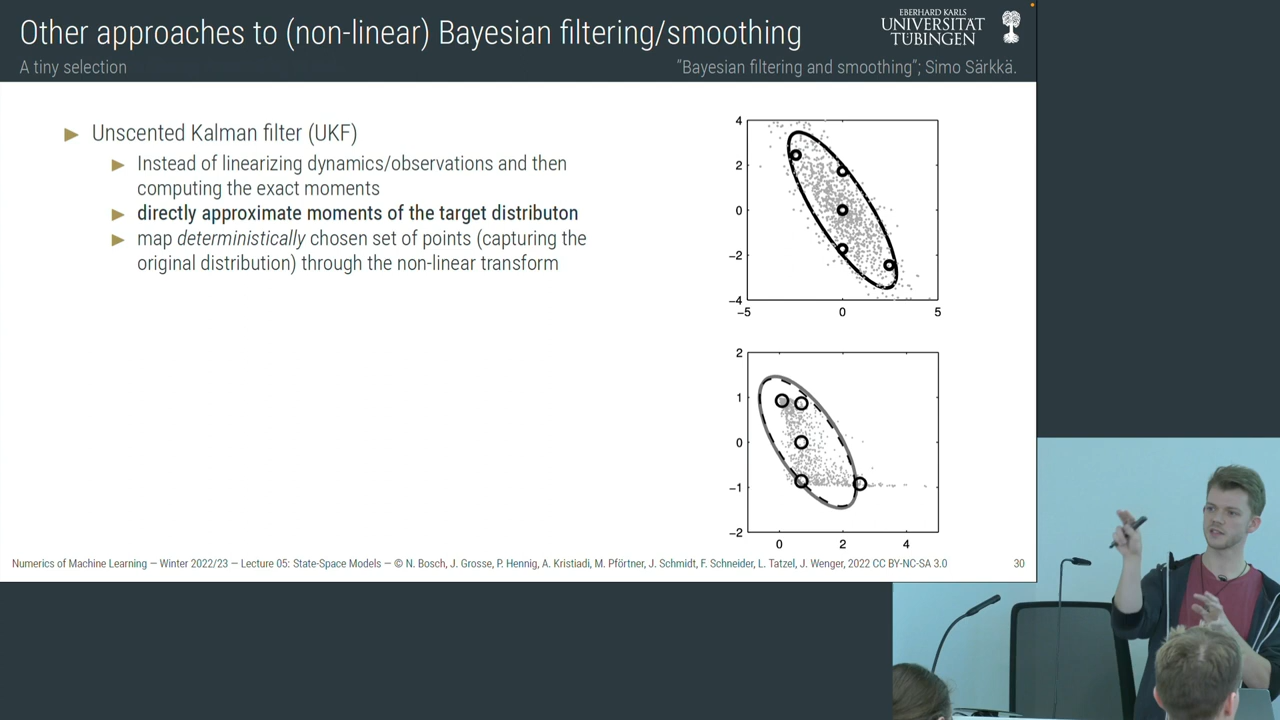 Other approaches to (non-linear) Bayesian filtering/smoothing
EBERHARD KARLS
UNIVERSITÄT
TÜBINGEN
A tiny selection
"Bayesian filtering and smoothing"; Simo Särkkä.
► Unscented Kalman filter (UKF)
► Instead of linearizing dynamics/observations and then
computing the exact moments
► directly approximate moments of the target distributon
► map deterministically chosen set of points (capturing the
original distribution) through the non-linear transform
4
2
0
−2
−4
−5 0 5
2
1
0
−1
−2
0 2 4
Numerics of Machine Learning — Winter 2022/23 — Lecture 05: State-Space Models — © N. Bosch, J. Grosse, P. Hennig, A. Kristiadi, M. Pförtner, J. Schmidt, F. Schneider, L. Tatzel, J. Wenger, 2022 CC BY-NC-SA 3.0
30